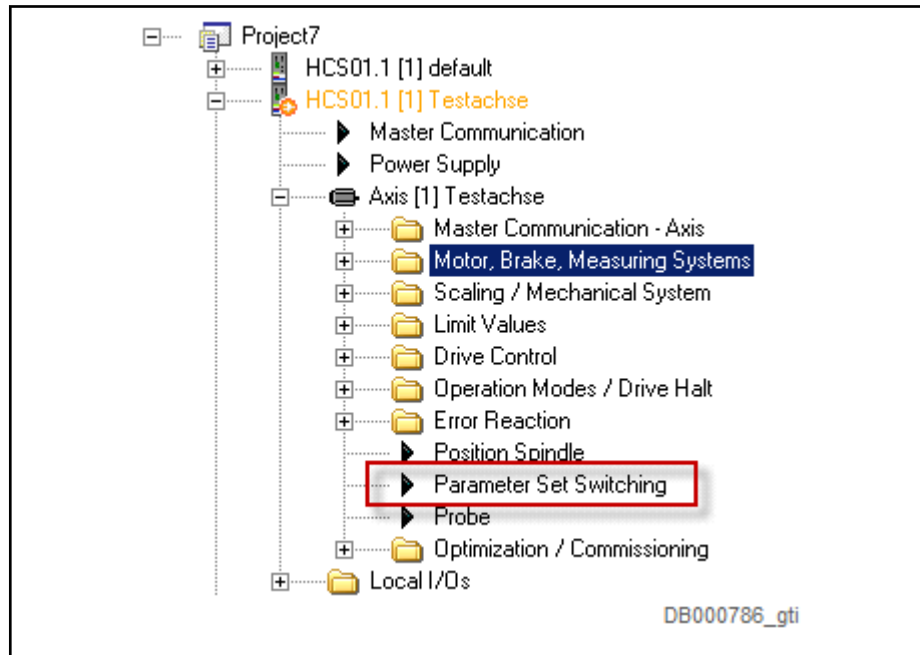 Project7
HCS01.1 [1] default
HCS01.1 [1] Testachse
Master Communication
Power Supply
Axis [1] Testachse
Master Communication - Axis
Motor, Brake, Measuring Systems
Scaling / Mechanical System
Limit Values
Drive Control
Operation Modes / Drive Halt
Error Reaction
Position Spindle
Parameter Set Switching
Probe
Optimization / Commissioning
Local I/Os
DB000786_gti